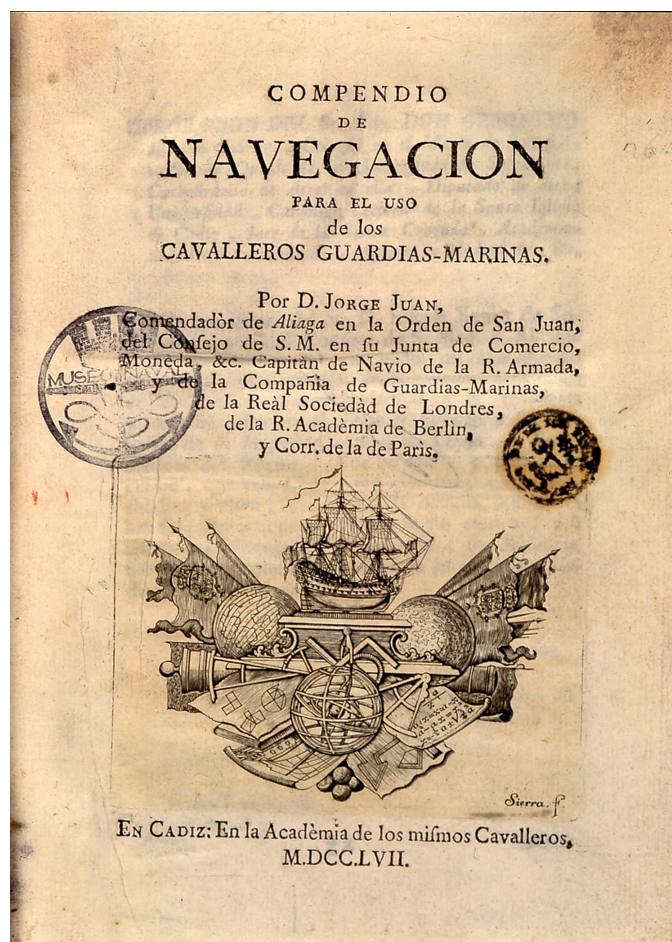 COMPENDIO
DE
NAVEGACION
PARA EL USO
de los
CAVALLEROS GUARDIAS-MARINAS.
Por D. JORGE JUAN,
Comendadòr de Aliaga en la Orden de San Juan,
del Consejo de S. M. en ſu Junta de Comercio,
Moneda, &c. Capitàn de Navio de la R. Armada,
y de la Compañia de Guardias-Marinas,
de la Reàl Sociedàd de Londres,
de la R. Acadèmia de Berlìn,
y Corr. de la de Parìs.
MUSEO NAVAL
Sierra. f.
EN CADIZ: En la Acadèmia de los miſmos Cavalleros,
M.DCC.LVII.